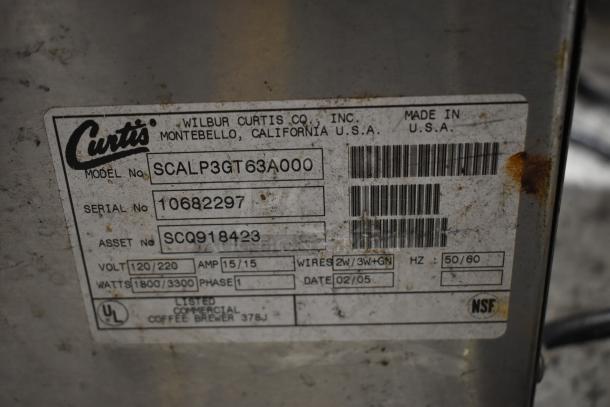 Curtis
WILBUR CURTIS CO., INC.
MONTEBELLO, CALIFORNIA U.S.A.
MADE IN
U.S.A.
MODEL No SCALP3GT63A000
SERIAL No 10682297
ASSET No SCQ918423
VOLT 120/220 AMP 15/15 WIRES 2W/3W+GN HZ : 50/60
WATTS 1800/3300 PHASE 1 DATE 02/05
UL
LISTED
COMMERCIAL
COFFEE BREWER 378J
NSF